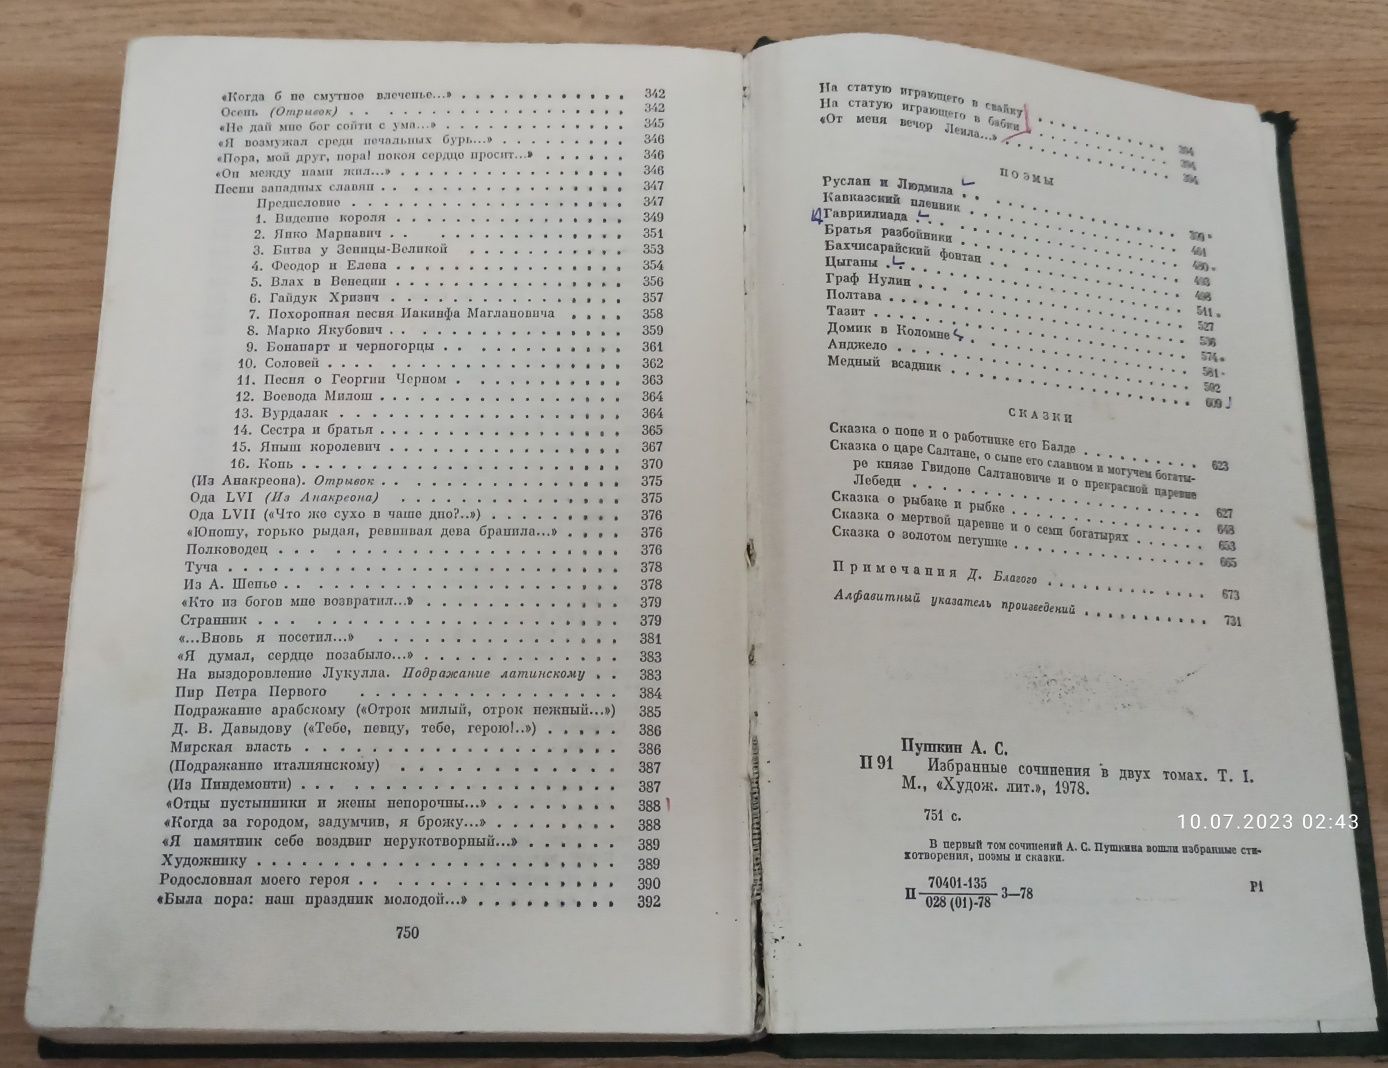 «Когда б не смутное влеченье...» . . . . . . . . . . . . 342
Осень (Отрывок) . . . . . . . . . . . . . . . . 342
«Не дай мне бог сойти с ума...» . . . . . . . . . . . . 345
«Я возмужал среди печальных бурь...» . . . . . . . . . 346
«Пора, мой друг, пора! покоя сердце просит...» . . . . . . 346
«Он между нами жил...» . . . . . . . . . . . . . . . 346
Песни западных славян . . . . . . . . . . . . . . . . 347
Предисловие . . . . . . . . . . . . . . . . . . 347
1. Видение короля . . . . . . . . . . . . . . . 349
2. Янко Марнавич . . . . . . . . . . . . . . . 351
3. Битва у Зеницы-Великой . . . . . . . . . . . 353
4. Феодор и Елена . . . . . . . . . . . . . . . 354
5. Влах в Венеции . . . . . . . . . . . . . . . 356
6. Гайдук Хризич . . . . . . . . . . . . . . . 357
7. Похоронная песня Иакинфа Маглановича . . . . 358
8. Марко Якубович . . . . . . . . . . . . . . . 359
9. Бонапарт и черногорцы . . . . . . . . . . . . 361
10. Соловей . . . . . . . . . . . . . . . . . . 362
11. Песня о Георгии Черном . . . . . . . . . . . 363
12. Воевода Милош . . . . . . . . . . . . . . . 364
13. Вурдалак . . . . . . . . . . . . . . . . . . 364
14. Сестра и братья . . . . . . . . . . . . . . . 365
15. Яныш королевич . . . . . . . . . . . . . . . 367
16. Конь . . . . . . . . . . . . . . . . . . . . 370
(Из Анакреона). Отрывок . . . . . . . . . . . . . . . 375
Ода LVI (Из Анакреона) . . . . . . . . . . . . . . . 375
Ода LVII («Что же сухо в чаше дно?..») . . . . . . . . . 376
«Юношу, горько рыдая, ревнивая дева бранила...» . . . . 376
Полководец . . . . . . . . . . . . . . . . . . . . . 376
Туча . . . . . . . . . . . . . . . . . . . . . . . . 378
Из А. Шенье . . . . . . . . . . . . . . . . . . . . . 378
«Кто из богов мне возвратил...» . . . . . . . . . . . . 379
Странник . . . . . . . . . . . . . . . . . . . . . . 379
«...Вновь я посетил...» . . . . . . . . . . . . . . . 381
«Я думал, сердце позабыло...» . . . . . . . . . . . . . 383
На выздоровление Лукулла. Подражание латинскому . . 383
Пир Петра Первого . . . . . . . . . . . . . . . . . 384
Подражание арабскому («Отрок милый, отрок нежный...») 385
Д. В. Давыдову («Тебе, певцу, тебе, герою!..») . . . . . 386
Мирская власть . . . . . . . . . . . . . . . . . . . 386
(Подражание италиянскому) . . . . . . . . . . . . . . 387
(Из Пиндемонти) . . . . . . . . . . . . . . . . . . . 387
«Отцы пустынники и жены непорочны...» . . . . . . . . 388
«Когда за городом, задумчив, я брожу...» . . . . . . . . 388
«Я памятник себе воздвиг нерукотворный...» . . . . . . 389
Художнику . . . . . . . . . . . . . . . . . . . . . . 389
Родословная моего героя . . . . . . . . . . . . . . . 390
«Была пора: наш праздник молодой...» . . . . . . . . . 392
750
На статую играющего в свайку . . . . . . . . . . . 394
На статую играющего в бабки . . . . . . . . . . . 394
«От меня вечор Леила...» . . . . . . . . . . . . . 394
ПОЭМЫ
Руслан и Людмила . . . . . . . . . . . . . . . . 399
Кавказский пленник . . . . . . . . . . . . . . . 461
Гавриилиада . . . . . . . . . . . . . . . . . . 480
Братья разбойники . . . . . . . . . . . . . . . 493
Бахчисарайский фонтан . . . . . . . . . . . . . 498
Цыганы . . . . . . . . . . . . . . . . . . . . 511
Граф Нулин . . . . . . . . . . . . . . . . . . 527
Полтава . . . . . . . . . . . . . . . . . . . . 536
Тазит . . . . . . . . . . . . . . . . . . . . . 574
Домик в Коломне . . . . . . . . . . . . . . . . 581
Анджело . . . . . . . . . . . . . . . . . . . . 592
Медный всадник . . . . . . . . . . . . . . . . 609
СКАЗКИ
Сказка о попе и о работнике его Балде . . . . . . . . . 623
Сказка о царе Салтане, о сыне его славном и могучем богаты-
ре князе Гвидоне Салтановиче и о прекрасной царевне
Лебеди . . . . . . . . . . . . . . . . . . . . 627
Сказка о рыбаке и рыбке . . . . . . . . . . . . . . 648
Сказка о мертвой царевне и о семи богатырях . . . . . . 653
Сказка о золотом петушке . . . . . . . . . . . . . . 665
Примечания Д. Благого . . . . . . . . . . . . 673
Алфавитный указатель произведений . . . . . . . . . 731
Пушкин А. С.
П 91 Избранные сочинения в двух томах. Т. I.
М., «Худож. лит.», 1978.
751 с.
10.07.2023 02:43
В первый том сочинений А. С. Пушкина вошли избранные сти-
хотворения, поэмы и сказки.
П 70401-135 / 028 (01)-78 3—78 Р1